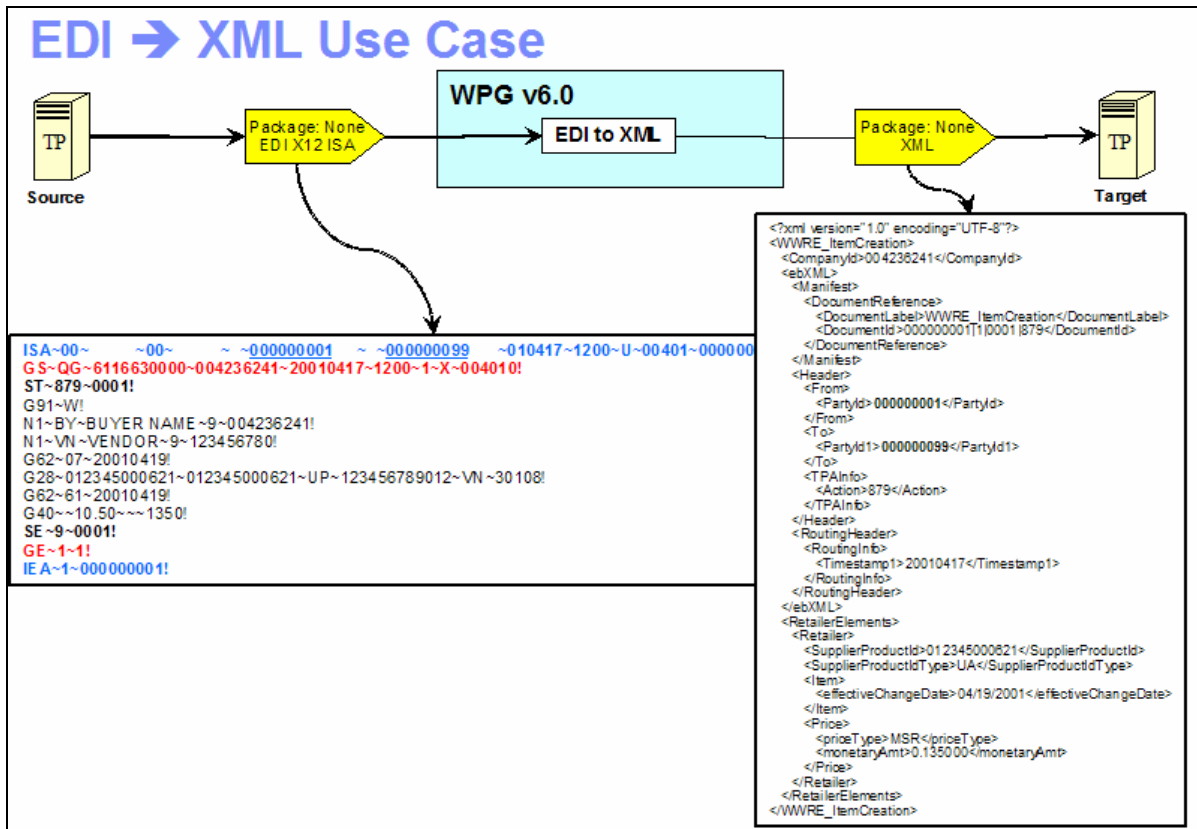 EDI ➔ XML Use Case
WPG v6.0
TP
Source
Package: None
EDI X12 ISA
EDI to XML
Package: None
XML
TP
Target
ISA~00~ ~00~ ~ ~000000001 ~ ~000000099 ~010417~1200~U~00401~000000
GS~QG~6116630000~004236241~20010417~1200~1~X~004010!
ST~879~0001!
G91~W!
N1~BY~BUYER NAME~9~004236241!
N1~VN~VENDOR~9~123456780!
G62~07~20010419!
G28~012345000621~012345000621~UP~123456789012~VN~30108!
G62~61~20010419!
G40~~10.50~~~1350!
SE~9~0001!
GE~1~1!
IEA~1~000000001!
<?xml version="1.0" encoding="UTF-8"?>
<WWRE_ItemCreation>
<CompanyId>004236241</CompanyId>
<ebXML>
<Manifest>
<DocumentReference>
<DocumentLabel>WWRE_ItemCreation</DocumentLabel>
<DocumentId>000000001|1|0001|879</DocumentId>
</DocumentReference>
</Manifest>
<Header>
<From>
<PartyId>000000001</PartyId>
</From>
<To>
<PartyId1>000000099</PartyId1>
</To>
<TPAInfo>
<Action>879</Action>
</TPAInfo>
</Header>
<RoutingHeader>
<RoutingInfo>
<Timestamp1>20010417</Timestamp1>
</RoutingInfo>
</RoutingHeader>
</ebXML>
<RetailerElements>
<Retailer>
<SupplierProductId>012345000621</SupplierProductId>
<SupplierProductIdType>UA</SupplierProductIdType>
<Item>
<effectiveChangeDate>04/19/2001</effectiveChangeDate>
</Item>
<Price>
<priceType>MSR</priceType>
<monetaryAmt>0.135000</monetaryAmt>
</Price>
</Retailer>
</RetailerElements>
</WWRE_ItemCreation>